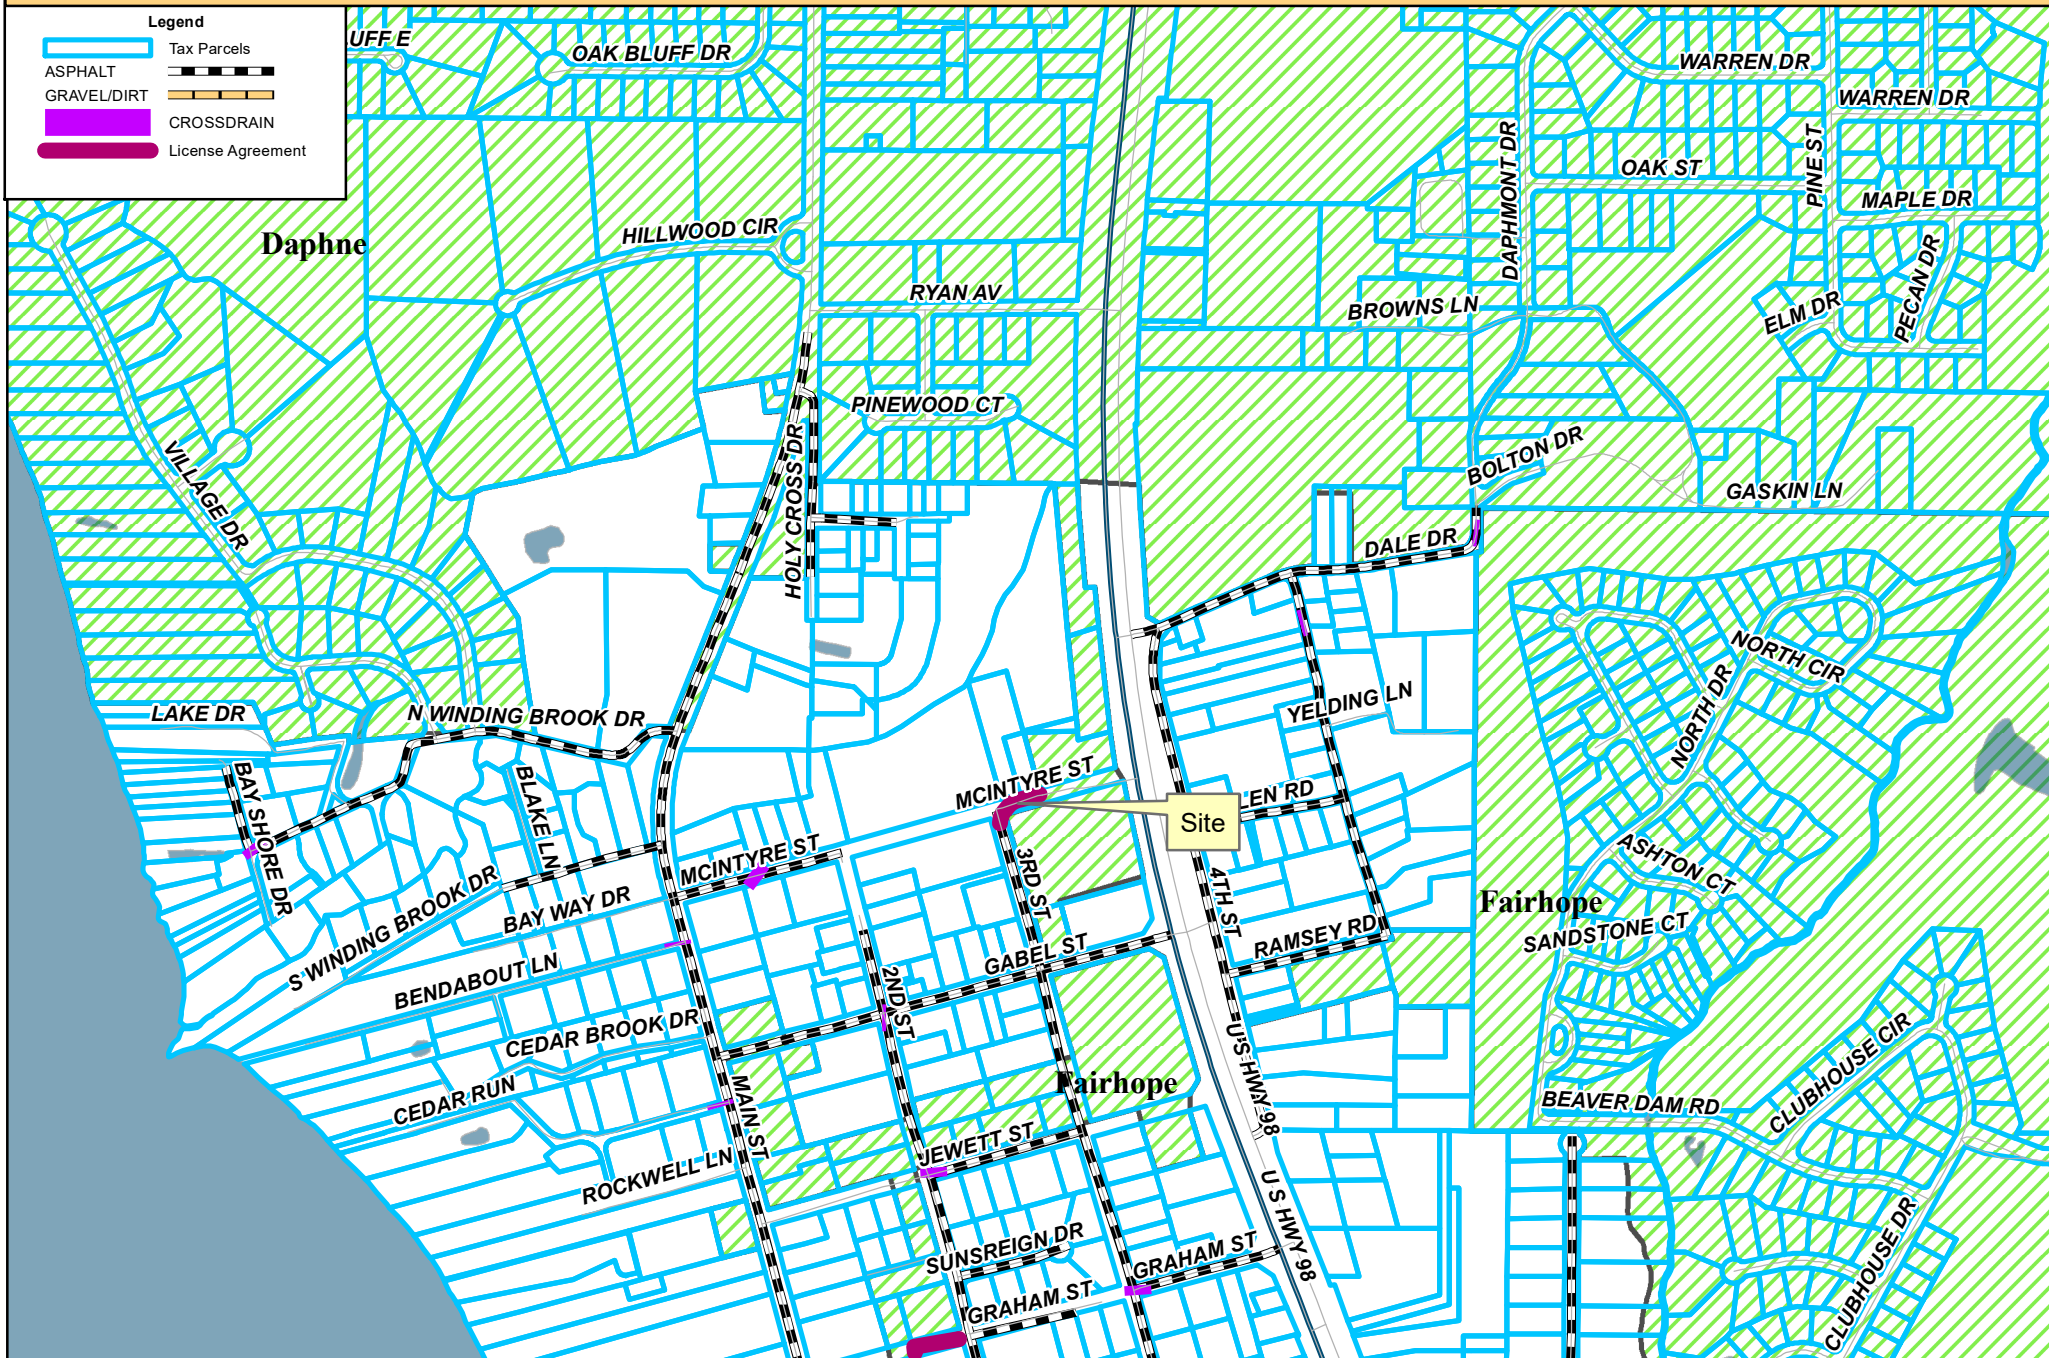 Legend
Tax Parcels
ASPHALT
GRAVEL/DIRT
CROSSDRAIN
License Agreement
UFF E
OAK BLUFF DR
WARREN DR
WARREN DR
DAPHMONT DR
OAK ST
PINE ST
MAPLE DR
PECAN DR
Daphne
HILLWOOD CIR
RYAN AV
BROWNS LN
ELM DR
PINEWOOD CT
HOLY CROSS DR
VILLAGE DR
BOLTON DR
GASKIN LN
DALE DR
NORTH CIR
NORTH DR
YELDING LN
LAKE DR
N WINDING BROOK DR
BAY SHORE DR
BLAKE LN
MCINTYRE ST
Site
LEN RD
MCINTYRE ST
3RD ST
4TH ST
ASHTON CT
Fairhope
SANDSTONE CT
S WINDING BROOK DR
BAY WAY DR
RAMSEY RD
GABEL ST
BENDABOUT LN
2ND ST
CEDAR BROOK DR
U S HWY 98
CLUBHOUSE CIR
Fairhope
CEDAR RUN
MAIN ST
BEAVER DAM RD
JEWETT ST
ROCKWELL LN
U S HWY 98
SUNSREIGN DR
GRAHAM ST
GRAHAM ST
CLUBHOUSE DR